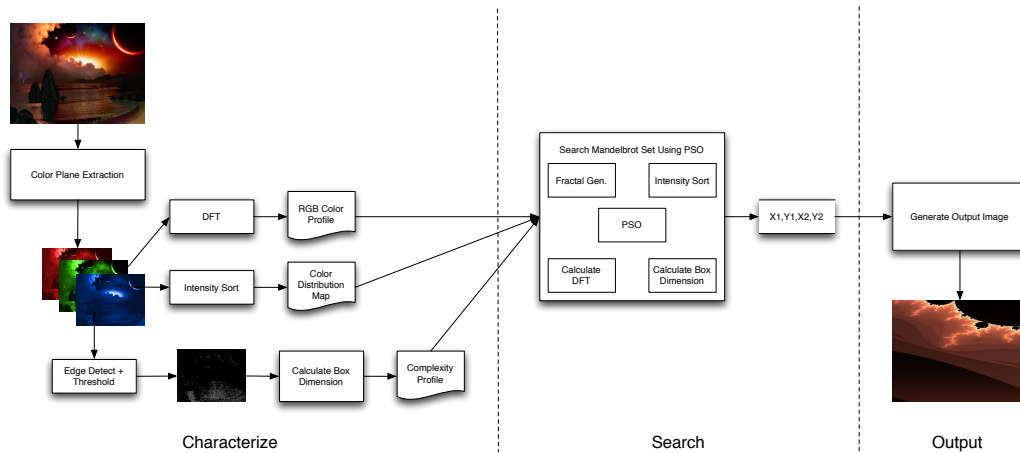 Color Plane Extraction
DFT
RGB Color
Profile
Intensity Sort
Color
Distribution
Map
Edge Detect +
Threshold
Calculate Box
Dimension
Complexity
Profile
Characterize
Search Mandelbrot Set Using PSO
Fractal Gen.
Intensity Sort
PSO
Calculate
DFT
Calculate Box
Dimension
X1,Y1,X2,Y2
Search
Generate Output Image
Output